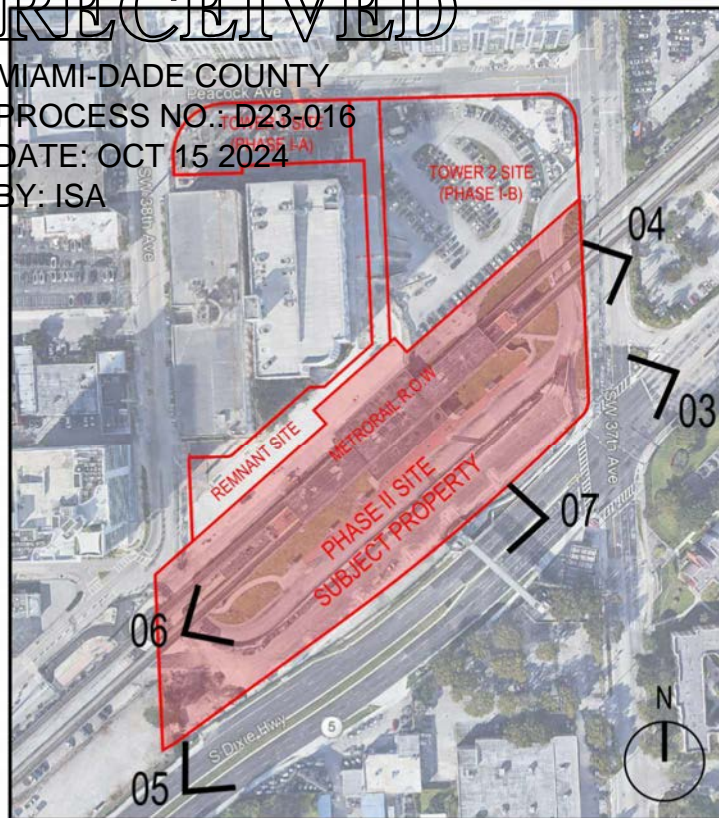 RECEIVED
MIAMI-DADE COUNTY
PROCESS NO.: D23-016
DATE: OCT 15 2024
BY: ISA
Peacock Ave
SITE
(PHASE I-A)
TOWER 2 SITE
(PHASE I-B)
SW 38th Ave
04
03
SW 37th Ave
METRORAIL R.O.W
REMNANT SITE
PHASE II SITE
SUBJECT PROPERTY
07
06
05
S Dixie Hwy
5
N